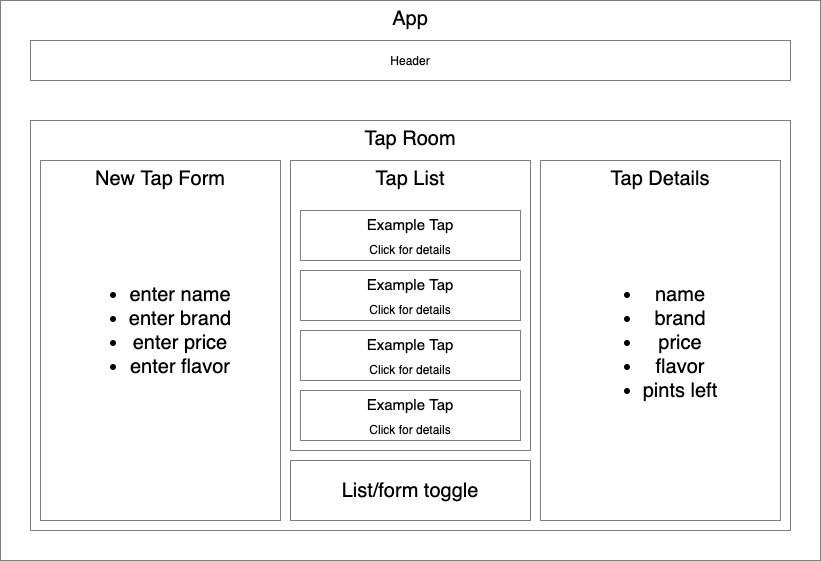 App
Header
Tap Room
New Tap Form
• enter name
• enter brand
• enter price
• enter flavor
Tap List
Example Tap
Click for details
Example Tap
Click for details
Example Tap
Click for details
Example Tap
Click for details
List/form toggle
Tap Details
• name
• brand
• price
• flavor
• pints left